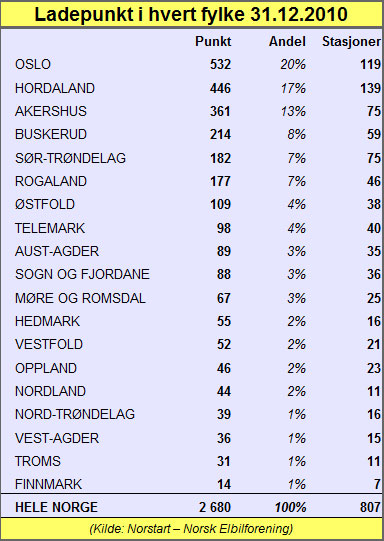 Ladepunkt i hvert fylke 31.12.2010
Punkt Andel Stasjoner
OSLO 532 20% 119
HORDALAND 446 17% 139
AKERSHUS 361 13% 75
BUSKERUD 214 8% 59
SØR-TRØNDELAG 182 7% 75
ROGALAND 177 7% 46
ØSTFOLD 109 4% 38
TELEMARK 98 4% 40
AUST-AGDER 89 3% 35
SOGN OG FJORDANE 88 3% 36
MØRE OG ROMSDAL 67 3% 25
HEDMARK 55 2% 16
VESTFOLD 52 2% 21
OPPLAND 46 2% 23
NORDLAND 44 2% 11
NORD-TRØNDELAG 39 1% 16
VEST-AGDER 36 1% 15
TROMS 31 1% 11
FINNMARK 14 1% 7
HELE NORGE 2 680 100% 807
(Kilde: Norstart – Norsk Elbilforening)